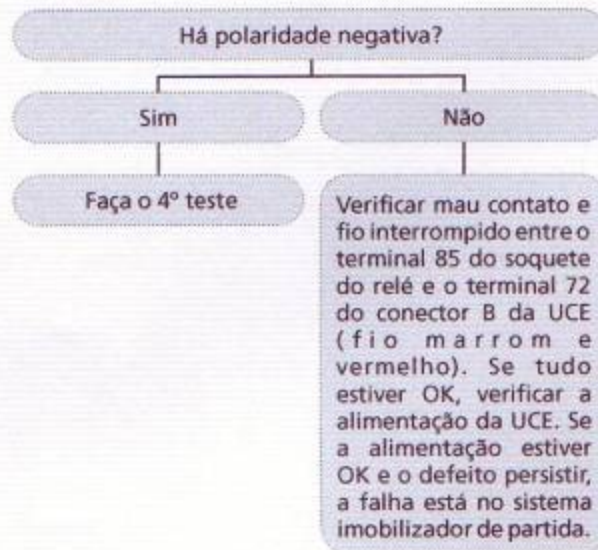 Há polaridade negativa?
Sim
Não
Faça o 4º teste
Verificar mau contato e
fio interrompido entre o
terminal 85 do soquete
do relé e o terminal 72
do conector B da UCE
(fio marrom e
vermelho). Se tudo
estiver OK, verificar a
alimentação da UCE. Se
a alimentação estiver
OK e o defeito persistir,
a falha está no sistema
imobilizador de partida.